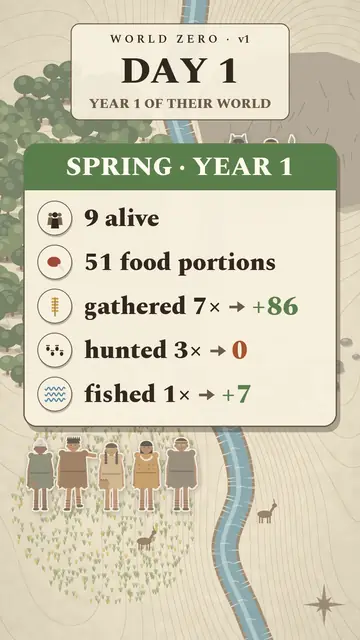 WORLD ZERO · v1
DAY 1
YEAR 1 OF THEIR WORLD
SPRING · YEAR 1
9 alive
51 food portions
gathered 7× → +86
hunted 3× → 0
fished 1× → +7